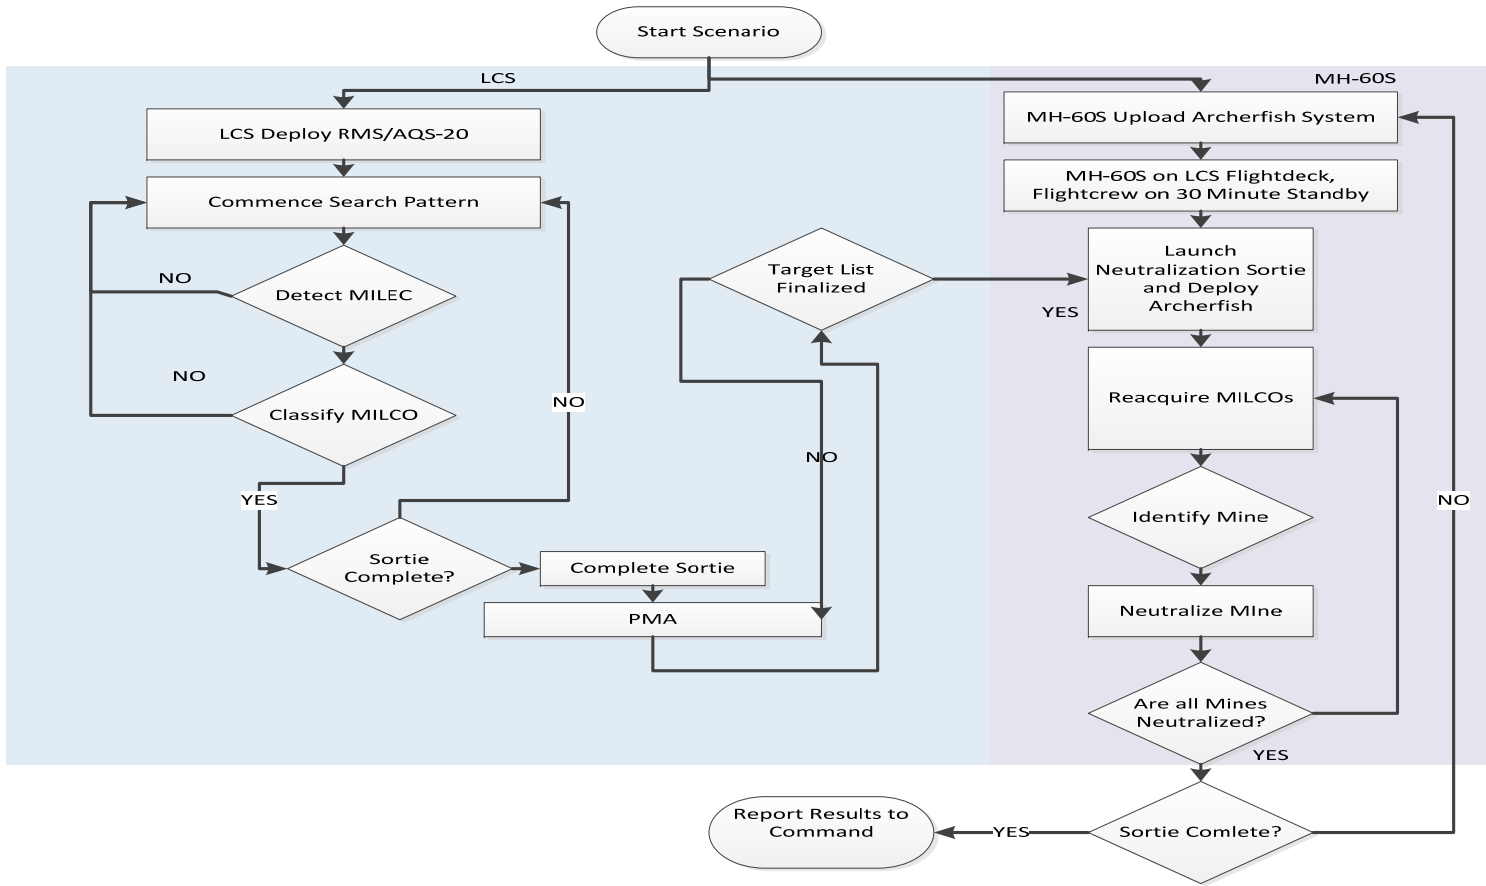 Start Scenario
LCS
MH-60S
LCS Deploy RMS/AQS-20
Commence Search Pattern
NO
Detect MILEC
NO
Classify MILCO
NO
YES
Sortie
Complete?
Complete Sortie
PMA
Target List
Finalized
NO
YES
MH-60S Upload Archerfish System
MH-60S on LCS Flightdeck,
Flightcrew on 30 Minute Standby
Launch
Neutralization Sortie
and Deploy
Archerfish
Reacquire MILCOs
Identify Mine
NO
Neutralize MIne
Are all Mines
Neutralized?
YES
Sortie Comlete?
YES
Report Results to
Command